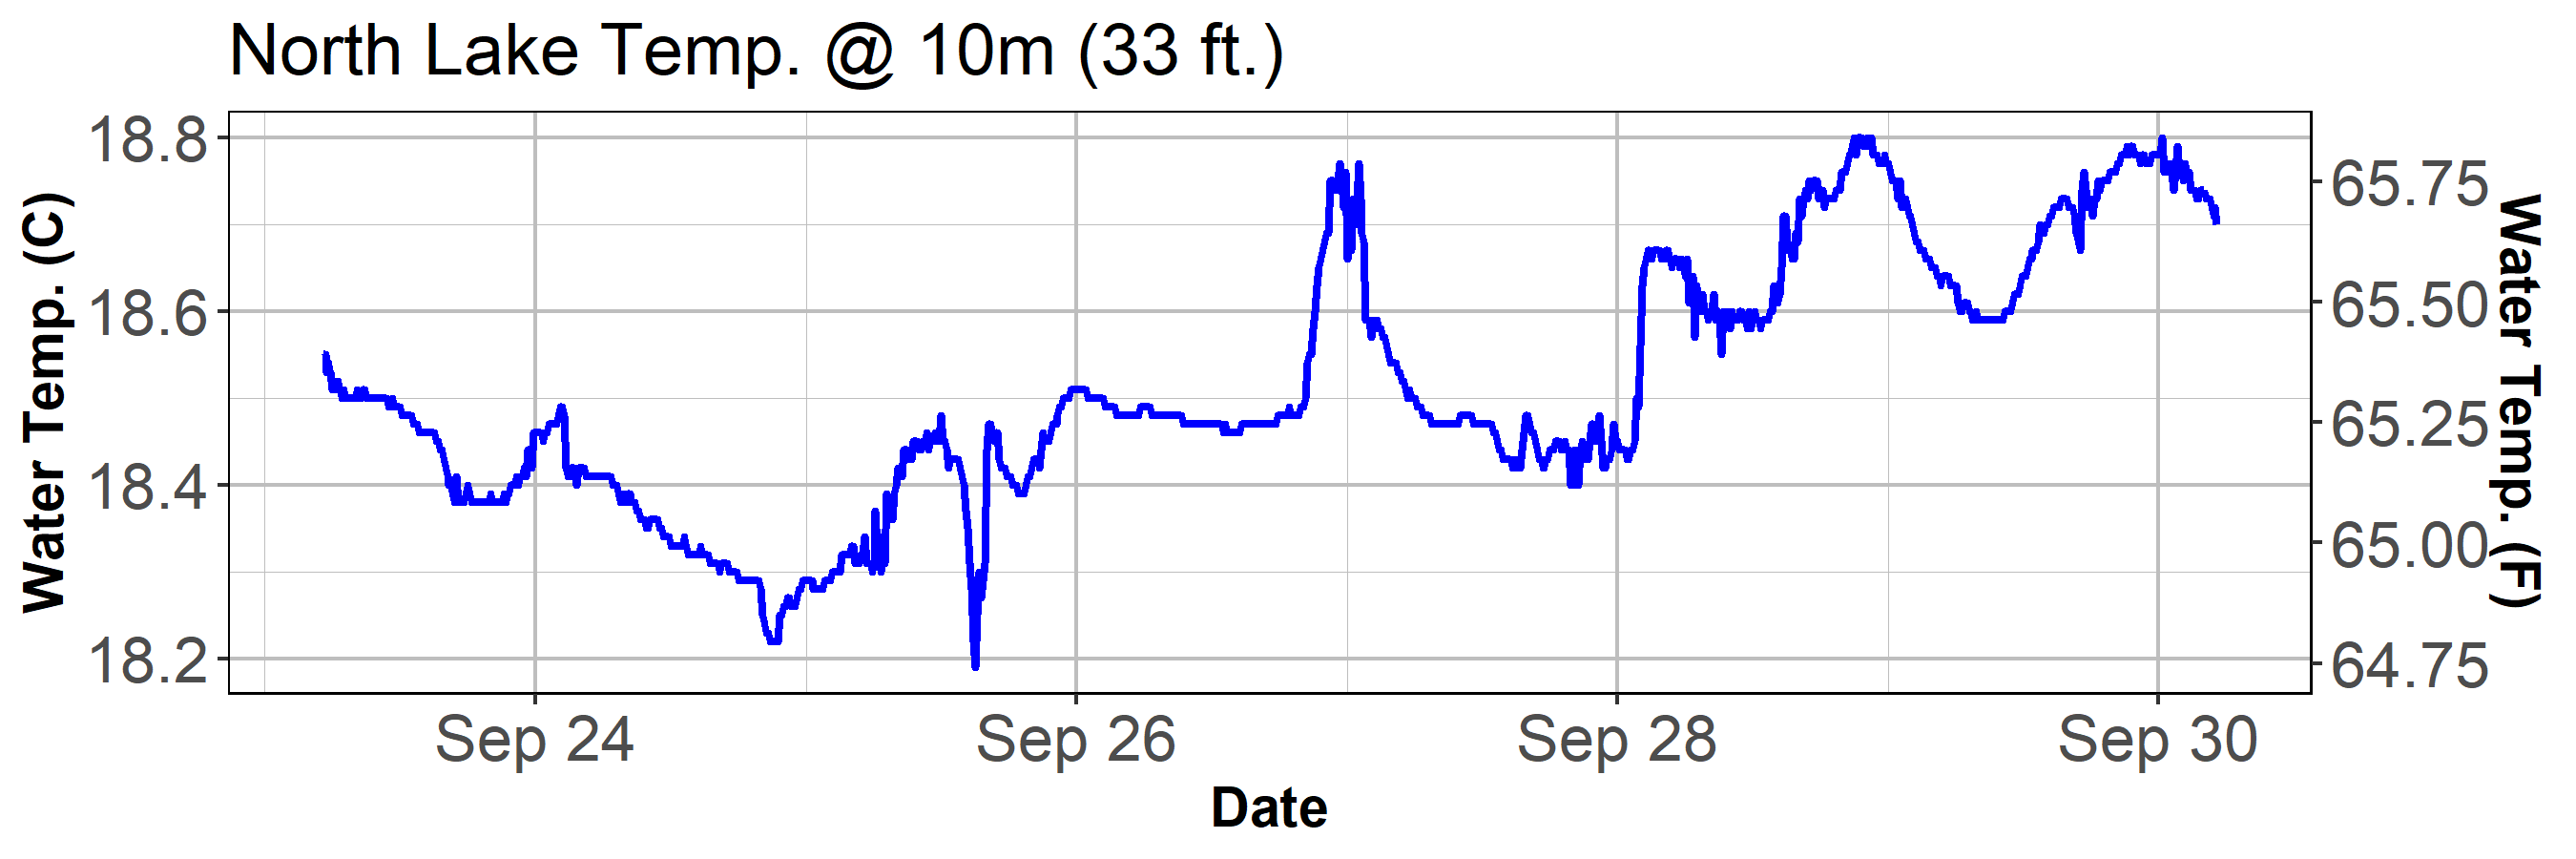 North Lake Temp. @ 10m (33 ft.)
Water Temp. (C)
18.8
18.6
18.4
18.2
65.75
65.50
65.25
65.00
64.75
Water Temp. (F)
Sep 24 Sep 26 Sep 28 Sep 30
Date